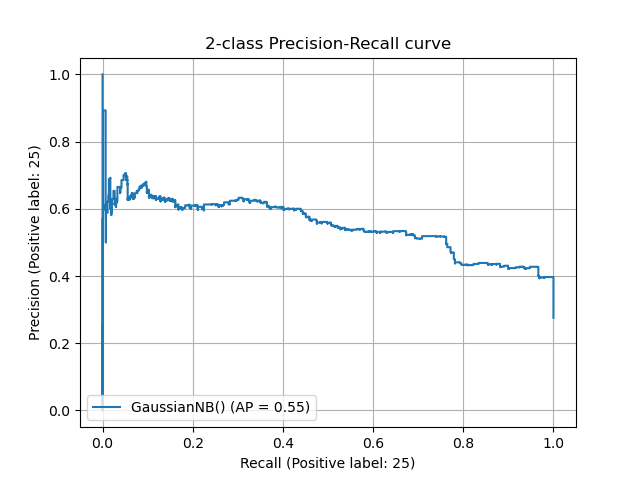 2-class Precision-Recall curve
1.0
0.8
0.6
0.4
0.2
0.0
Precision (Positive label: 25)
GaussianNB() (AP = 0.55)
0.0 0.2 0.4 0.6 0.8 1.0
Recall (Positive label: 25)